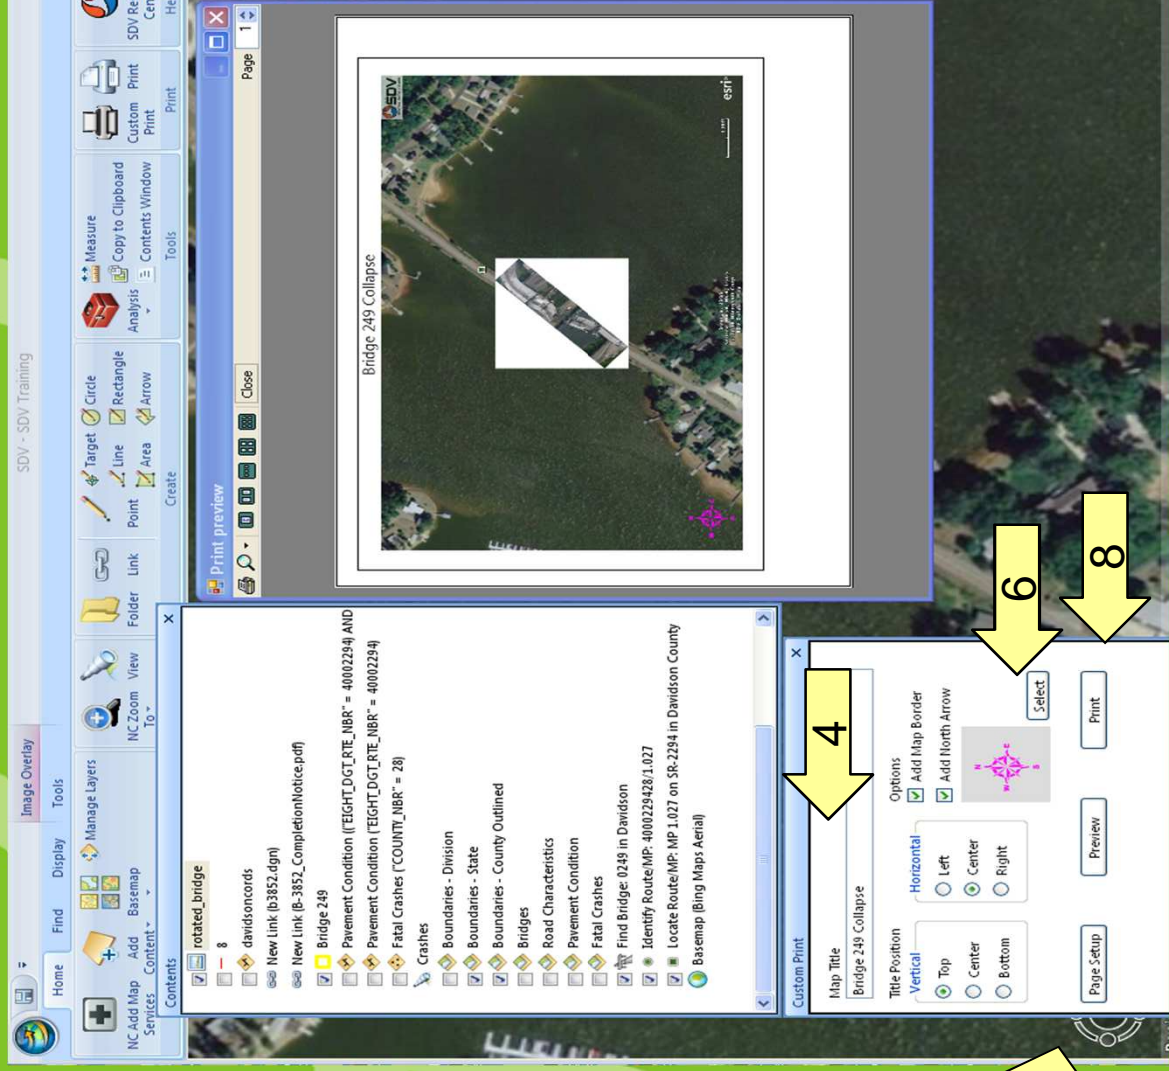 SDV - SDV Training
Image Overlay
Home
Find
Display
Tools
NC Add Map
Services
Add
Content
Basemap
Manage Layers
NC Zoom
To
View
Folder
Link
Point
Target
Line
Area
Circle
Rectangle
Arrow
Create
Analysis
Measure
Copy to Clipboard
Contents Window
Tools
Custom
Print
Print
Print
SDV Re
Cen
He
Contents
X
rotated_bridge
8
davidsoncords
New Link (b3852.dgn)
New Link (B-3852_CompletionNotice.pdf)
Bridge 249
Pavement Condition (("EIGHT_DGT_RTE_NBR" = 40002294) AND
Pavement Condition ("EIGHT_DGT_RTE_NBR" = 40002294)
Fatal Crashes ("COUNTY_NBR" = 28)
Crashes
Boundaries - Division
Boundaries - State
Boundaries - County Outlined
Bridges
Road Characteristics
Pavement Condition
Fatal Crashes
Find Bridge: 0249 in Davidson
Identify Route/MP: 4000229428/1.027
Locate Route/MP: MP 1.027 on SR-2294 in Davidson County
Basemap (Bing Maps Aerial)
Print preview
Close
Page
1
Bridge 249 Collapse
SDV
esri
Custom Print
X
Map Title
Bridge 249 Collapse
Title Position
Vertical
Top
Center
Bottom
Horizontal
Left
Center
Right
Options
Add Map Border
Add North Arrow
N
W
E
S
Select
Page Setup
Preview
Print
4
6
8